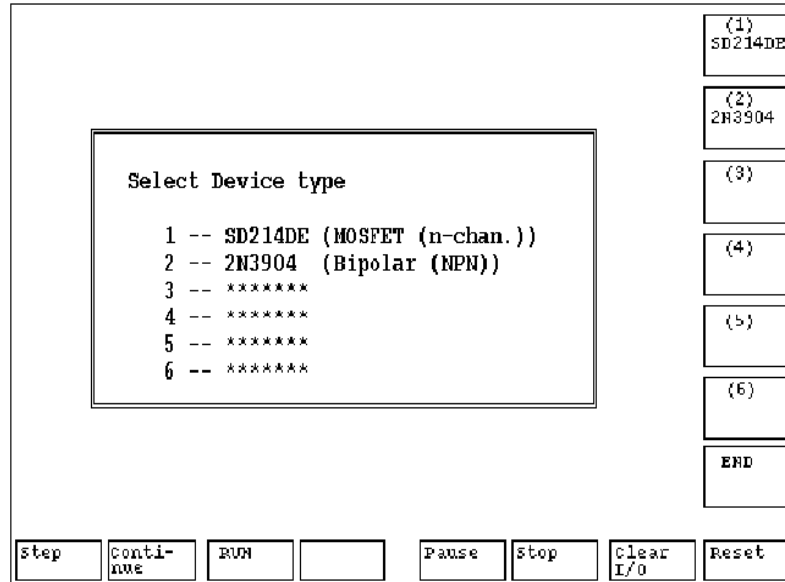 Select Device type
1 -- SD214DE (MOSFET (n-chan.))
2 -- 2N3904 (Bipolar (NPN))
3 -- *******
4 -- *******
5 -- *******
6 -- *******
(1)
SD214DE
(2)
2N3904
(3)
(4)
(5)
(6)
END
Step
Conti-
nue
RUN
Pause
Stop
Clear
I/O
Reset